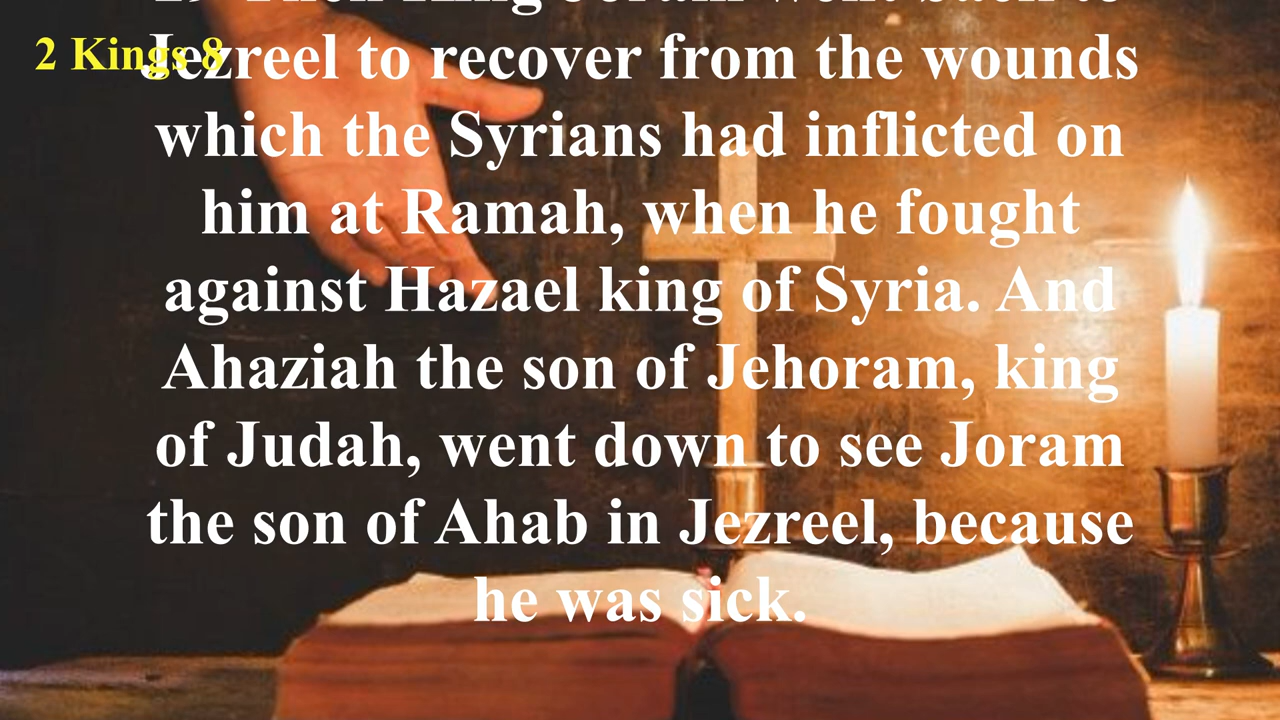 2 Kings 8
Jezreel to recover from the wounds
which the Syrians had inflicted on
him at Ramah, when he fought
against Hazael king of Syria. And
Ahaziah the son of Jehoram, king
of Judah, went down to see Joram
the son of Ahab in Jezreel, because
he was sick.